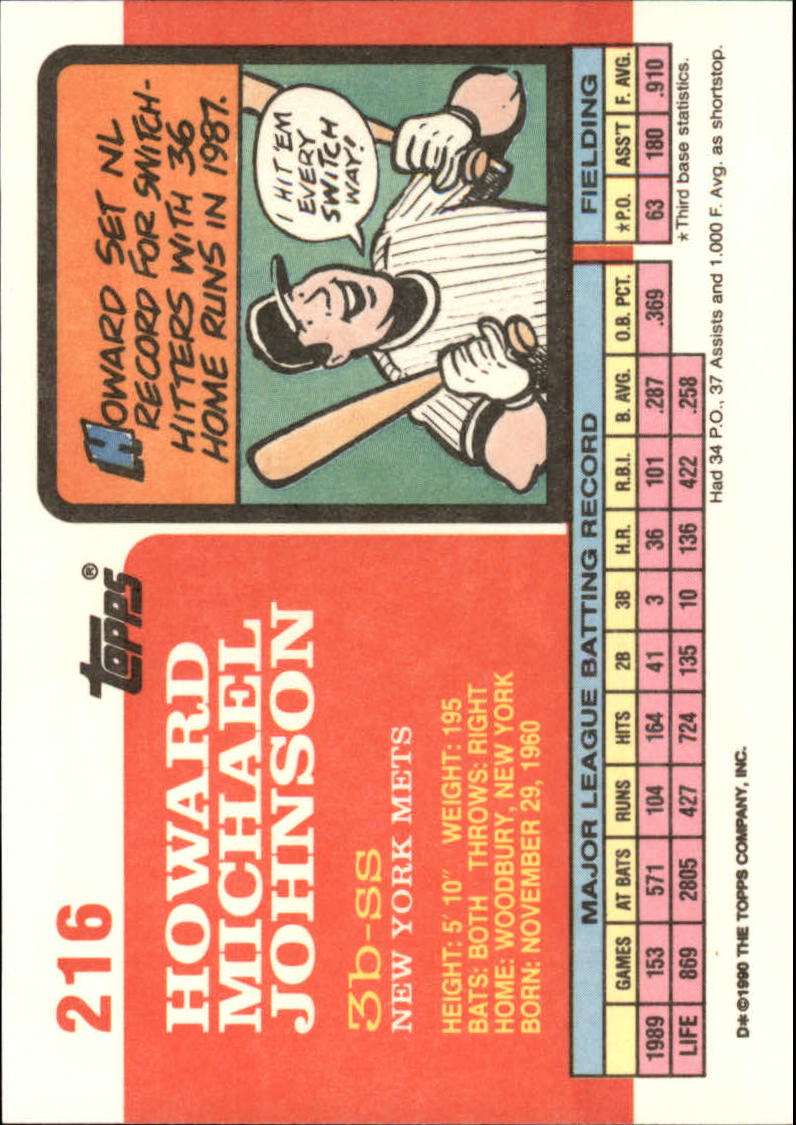 216
topps®
HOWARD
MICHAEL
JOHNSON
3b-ss
NEW YORK METS
HEIGHT: 5' 10" WEIGHT: 195
BATS: BOTH THROWS: RIGHT
HOME: WOODBURY, NEW YORK
BORN: NOVEMBER 29, 1960
HOWARD SET NL
RECORD FOR SWITCH-
HITTERS WITH 36
HOME RUNS IN 1987.
I HIT 'EM
EVERY
SWITCH
WAY!
MAJOR LEAGUE BATTING RECORD
GAMES AT BATS RUNS HITS 2B 3B H.R. R.B.I. B. AVG. O.B. PCT.
1989 153 571 104 164 41 3 36 101 .287 .369
LIFE 869 2805 427 724 135 10 136 422 .258
FIELDING
*P.O. ASS'T F. AVG.
63 180 .910
*Third base statistics.
Had 34 P.O., 37 Assists and 1.000 F. Avg. as shortstop.
D* ©1990 THE TOPPS COMPANY, INC.